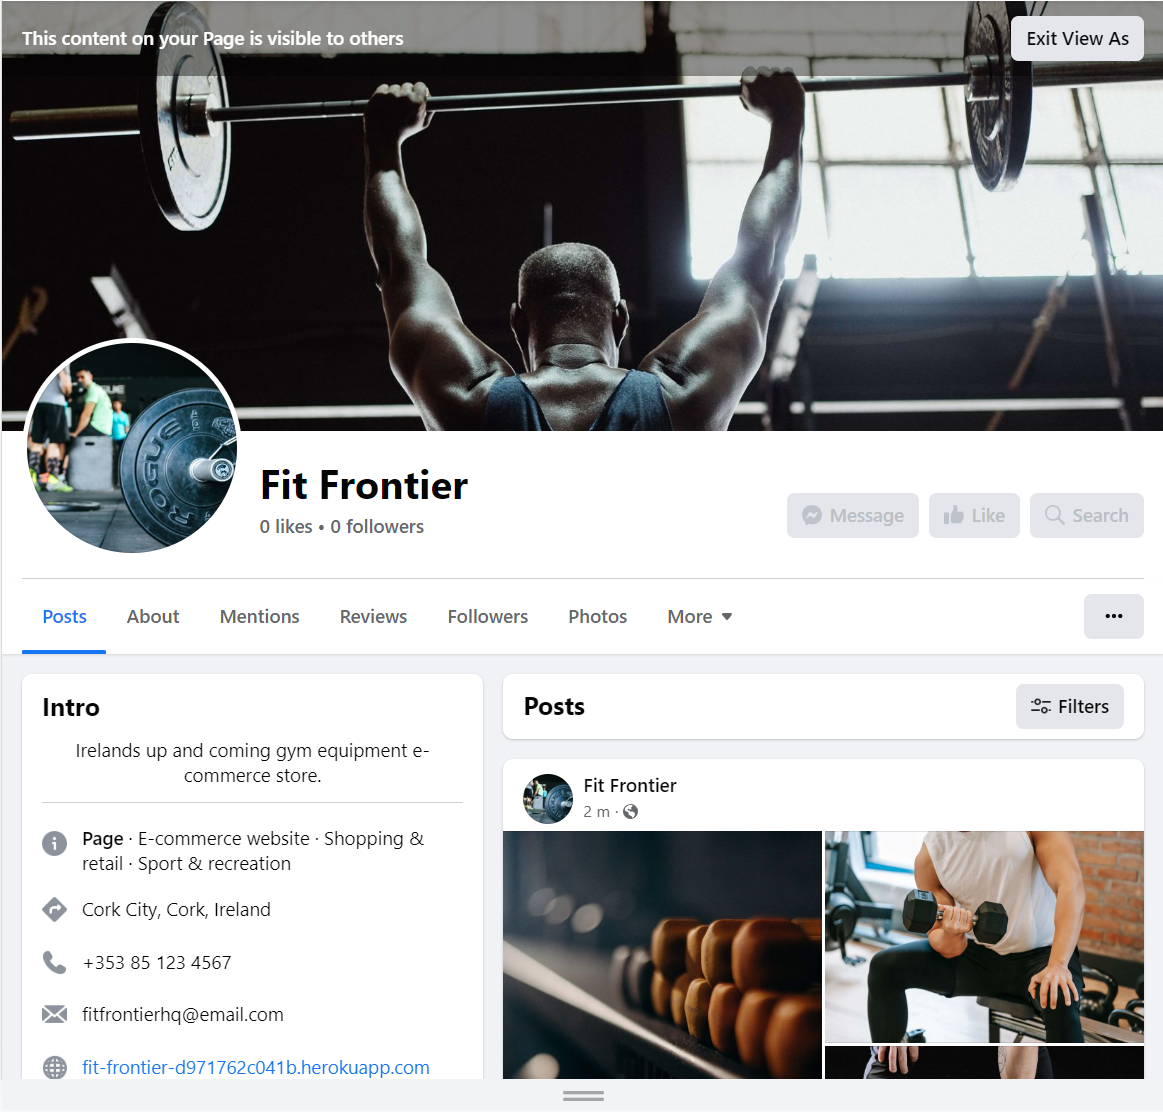 This content on your Page is visible to others
Exit View As
ROGUE
Fit Frontier
0 likes • 0 followers
Message
Like
Search
Posts
About
Mentions
Reviews
Followers
Photos
More
Intro
Irelands up and coming gym equipment e-
commerce store.
Page · E-commerce website · Shopping &
retail · Sport & recreation
Cork City, Cork, Ireland
+353 85 123 4567
fitfrontierhq@email.com
fit-frontier-d971762c041b.herokuapp.com
Posts
Filters
Fit Frontier
2 m ·